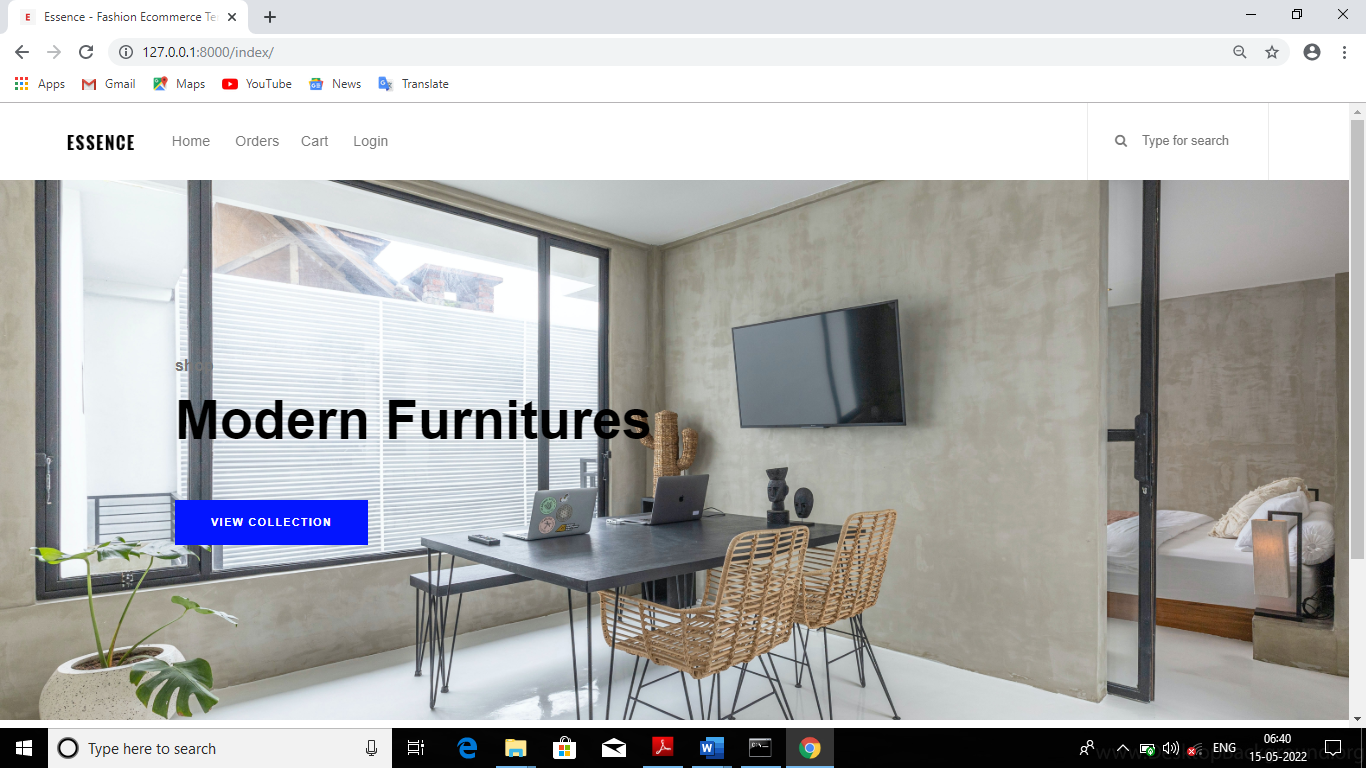 E Essence - Fashion Ecommerce Te
127.0.0.1:8000/index/
Apps Gmail Maps YouTube News Translate
ESSENCE Home Orders Cart Login Type for search
shop
Modern Furnitures
VIEW COLLECTION
Type here to search
ENG
06:40
15-05-2022